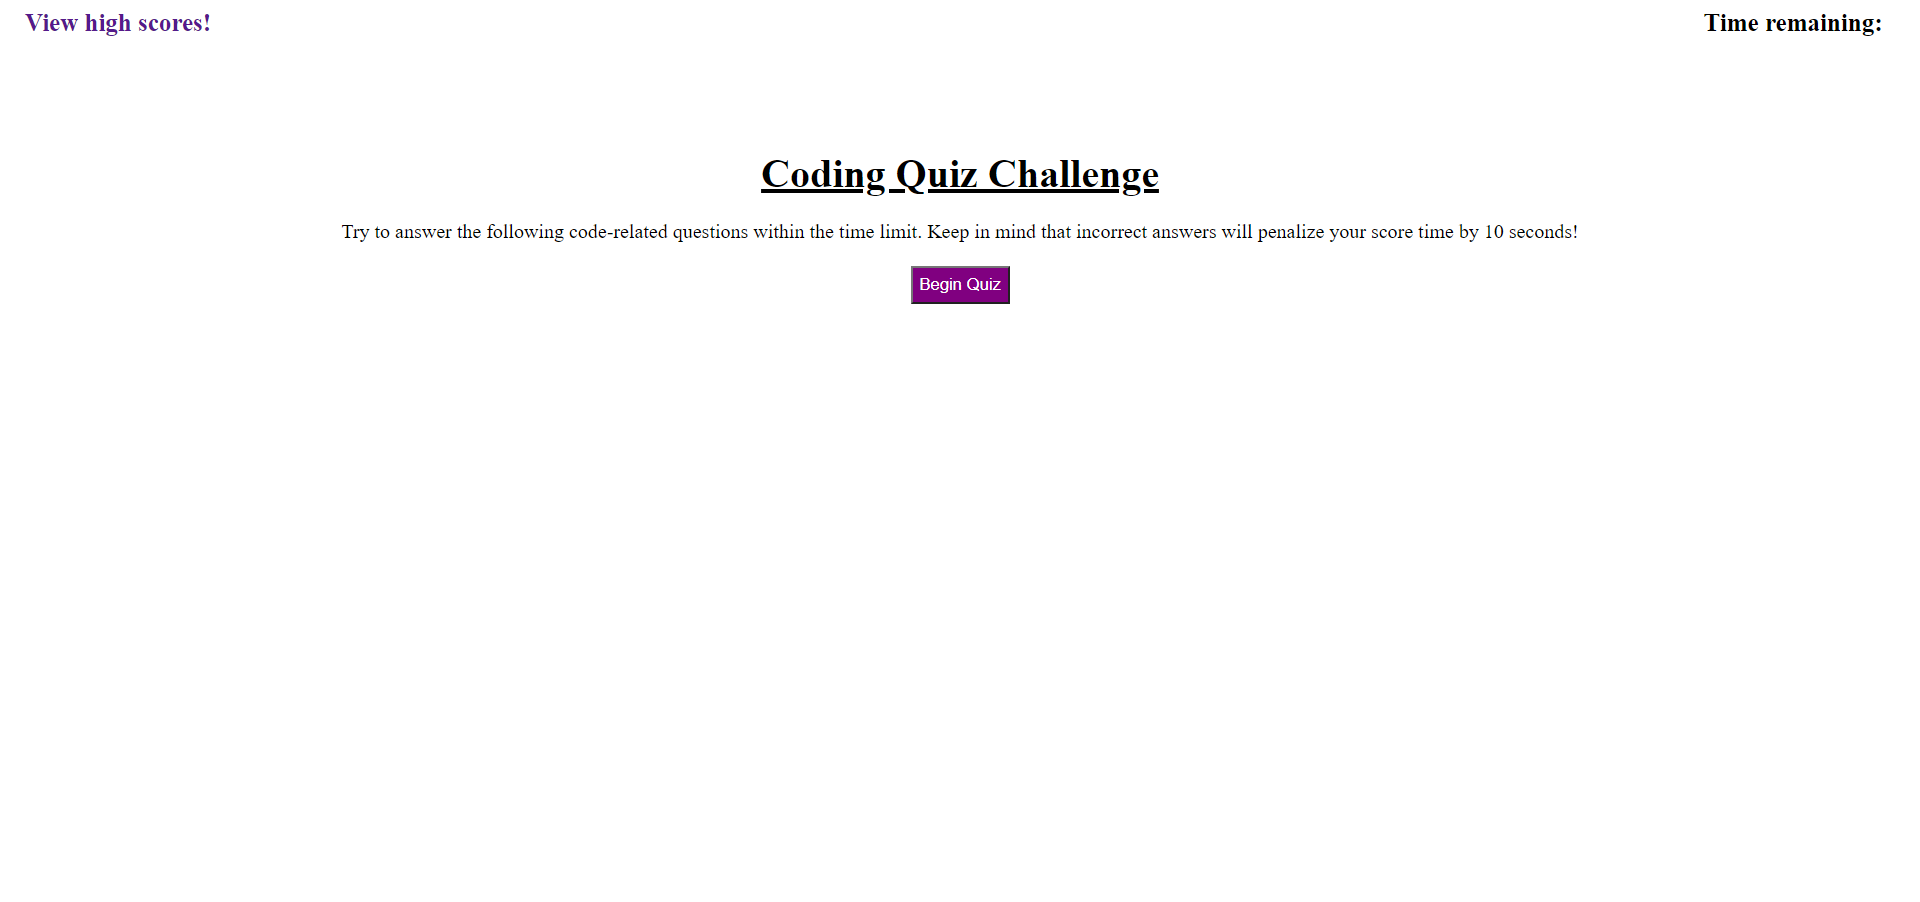 View high scores!
Time remaining:
Coding Quiz Challenge
Try to answer the following code-related questions within the time limit. Keep in mind that incorrect answers will penalize your score time by 10 seconds!
Begin Quiz